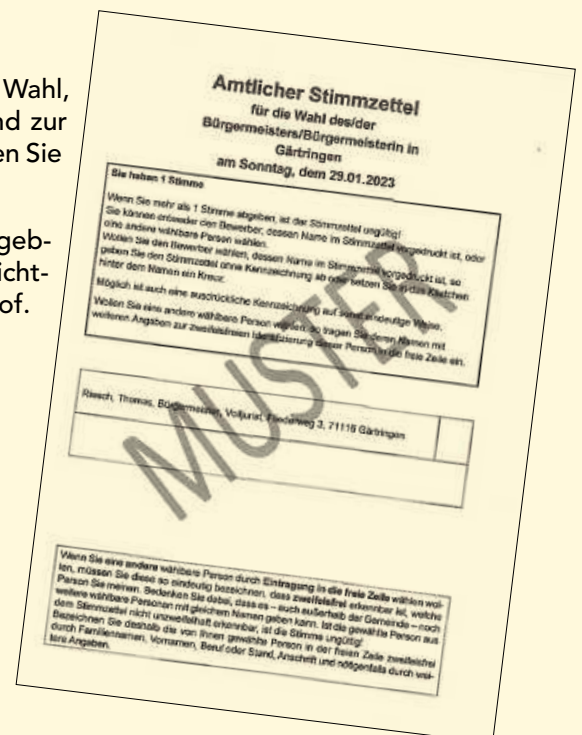 Wahl,
nd zur
en Sie
geb-
icht-
of.
Amtlicher Stimmzettel
für die Wahl des/der
Bürgermeisters/Bürgermeisterin in
Gärtringen
am Sonntag, dem 29.01.2023
Sie haben 1 Stimme
Wenn Sie mehr als 1 Stimme abgeben, ist der Stimmzettel ungültig!
Sie können entweder den Bewerber, dessen Name im Stimmzettel vorgedruckt ist, oder
eine andere wählbare Person wählen.
Wollen Sie den Bewerber wählen, dessen Name im Stimmzettel vorgedruckt ist, so
geben Sie den Stimmzettel ohne Kennzeichnung ab oder setzen Sie in das Kästchen
hinter dem Namen ein Kreuz.
Möglich ist auch eine ausdrückliche Kennzeichnung auf sonst eindeutige Weise.
Wollen Sie eine andere wählbare Person wählen, so tragen Sie deren Namen mit
weiteren Angaben zur zweifelsfreien Identifizierung dieser Person in die freie Zeile ein.
MUSTER
Riesch, Thomas, Bürgermeister, Volljurist, Fliederweg 3, 71116 Gärtringen
Wenn Sie eine andere wählbare Person durch Eintragung in die freie Zeile wählen wol-
len, müssen Sie diese so eindeutig bezeichnen, dass zweifelsfrei erkennbar ist, welche
Person Sie meinen. Bedenken Sie dabei, dass es – auch außerhalb der Gemeinde – noch
weitere wählbare Personen mit gleichem Namen geben kann. Ist die gewählte Person aus
dem Stimmzettel nicht unzweifelhaft erkennbar, ist die Stimme ungültig!
Bezeichnen Sie deshalb die von Ihnen gewählte Person in der freien Zeile zweifelsfrei
durch Familiennamen, Vornamen, Beruf oder Stand, Anschrift und nötigenfalls durch wei-
tere Angaben.